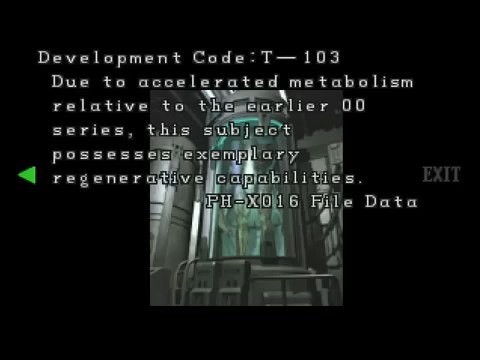 Development Code:T—103
Due to accelerated metabolism
relative to the earlier 00
series, this subject
possesses exemplary
regenerative capabilities.
EXIT
PH-X016 File Data